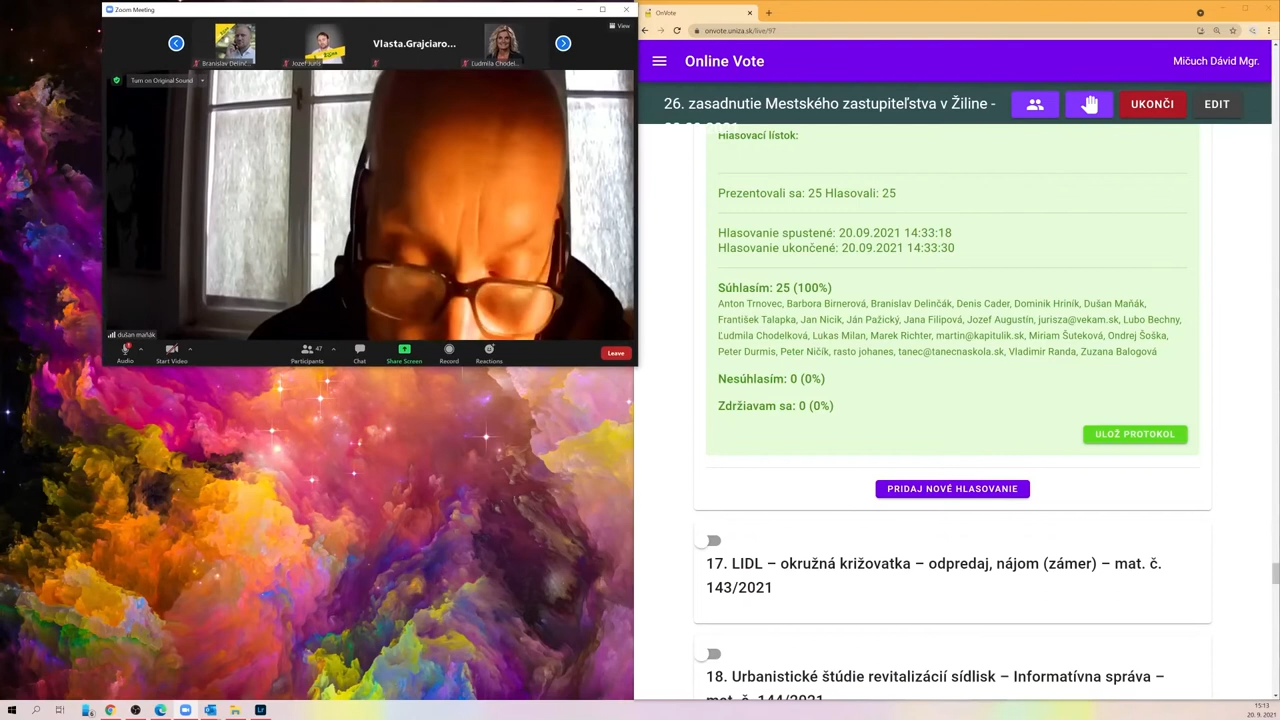 Zoom Meeting
View
Vlasta.Grajciaro...
Branislav Delinč...
Jozef Juriš
Ľudmila Chodel...
Turn on Original Sound
dušan maňák
47
Audio
Start Video
Participants
Chat
Share Screen
Record
Reactions
Leave
OnVote
onvote.uniza.sk/live/97
Online Vote
Mičuch Dávid Mgr.
26. zasadnutie Mestského zastupiteľstva v Žiline -
UKONČI
EDIT
Hlasovací lístok:
Prezentovali sa: 25 Hlasovali: 25
Hlasovanie spustené: 20.09.2021 14:33:18
Hlasovanie ukončené: 20.09.2021 14:33:30
Súhlasím: 25 (100%)
Anton Trnovec, Barbora Birnerová, Branislav Delinčák, Denis Cader, Dominik Hriník, Dušan Maňák,
František Talapka, Jan Nicik, Ján Pažický, Jana Filipová, Jozef Augustín, jurisza@vekam.sk, Lubo Bechny,
Ľudmila Chodelková, Lukas Milan, Marek Richter, martin@kapitulik.sk, Miriam Šutekova, Ondrej Šoška,
Peter Durmis, Peter Ničík, rasto johanes, tanec@tanecnaskola.sk, Vladimir Randa, Zuzana Balogová
Nesúhlasím: 0 (0%)
Zdržiavam sa: 0 (0%)
ULOŽ PROTOKOL
PRIDAJ NOVÉ HLASOVANIE
17. LIDL – okružná križovatka – odpredaj, nájom (zámer) – mat. č.
143/2021
18. Urbanistické štúdie revitalizácií sídlisk – Informatívna správa –
mat. č. 144/2021
15:13
20. 9. 2021